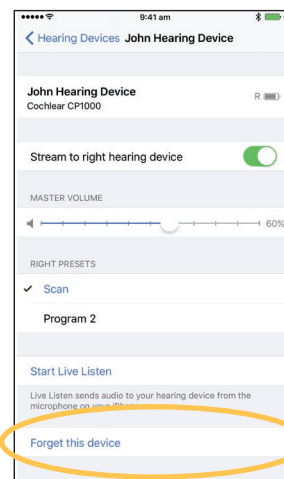 9:41 am
Hearing Devices John Hearing Device
John Hearing Device
R
Cochlear CP1000
Stream to right hearing device
MASTER VOLUME
60%
RIGHT PRESETS
Scan
Program 2
Start Live Listen
Live Listen sends audio to your hearing device from the
microphone on your iPhone.
Forget this device